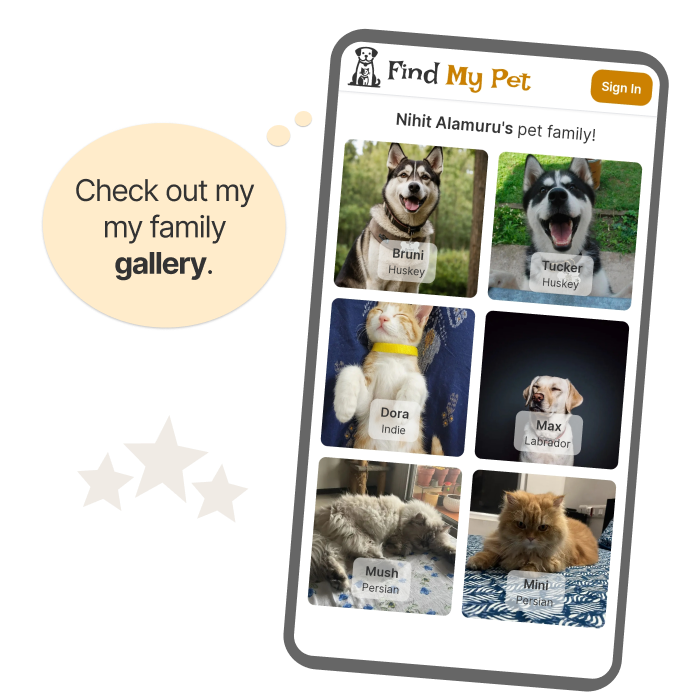 Find My Pet
Sign In
Nihit Alamuru's pet family!
Check out my
my family
gallery.
Bruni
Huskey
Tucker
Huskey
Dora
Indie
Max
Labrador
Mush
Persian
Mini
Persian